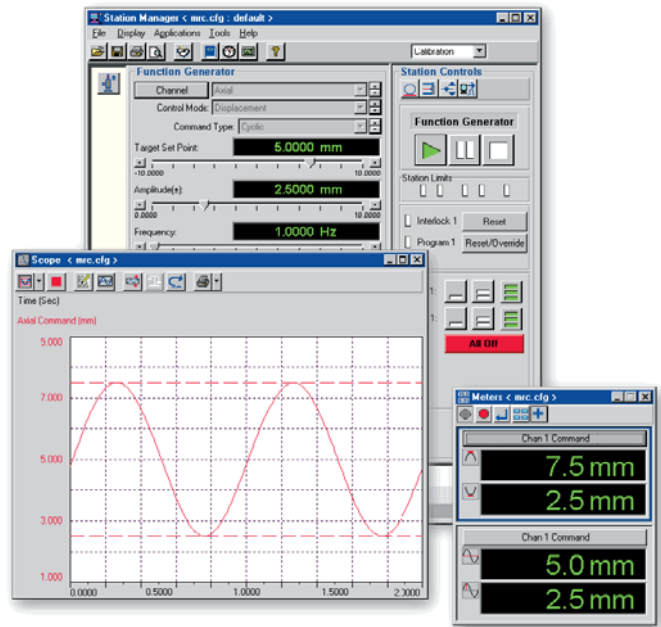 Station Manager < mrc.cfg : default >
File Display Applications Tools Help
Calibration
Function Generator
Channel Axial
Control Mode: Displacement
Command Type: Cyclic
Target Set Point: 5.0000 mm
-10.0000 10.0000
Amplitude(±): 2.5000 mm
0.0000 10.0000
Frequency: 1.0000 Hz
Station Controls
Function Generator
Station Limits
Interlock 1 Reset
Program 1 Reset/Override
1:
1:
All Off
Scope < mrc.cfg >
Time (Sec)
Axial Command (mm)
9.000
7.000
5.000
3.000
1.000
0.0000 0.5000 1.0000 1.5000 2.0000
Meters < mrc.cfg >
Chan 1 Command
7.5 mm
2.5 mm
Chan 1 Command
5.0 mm
2.5 mm